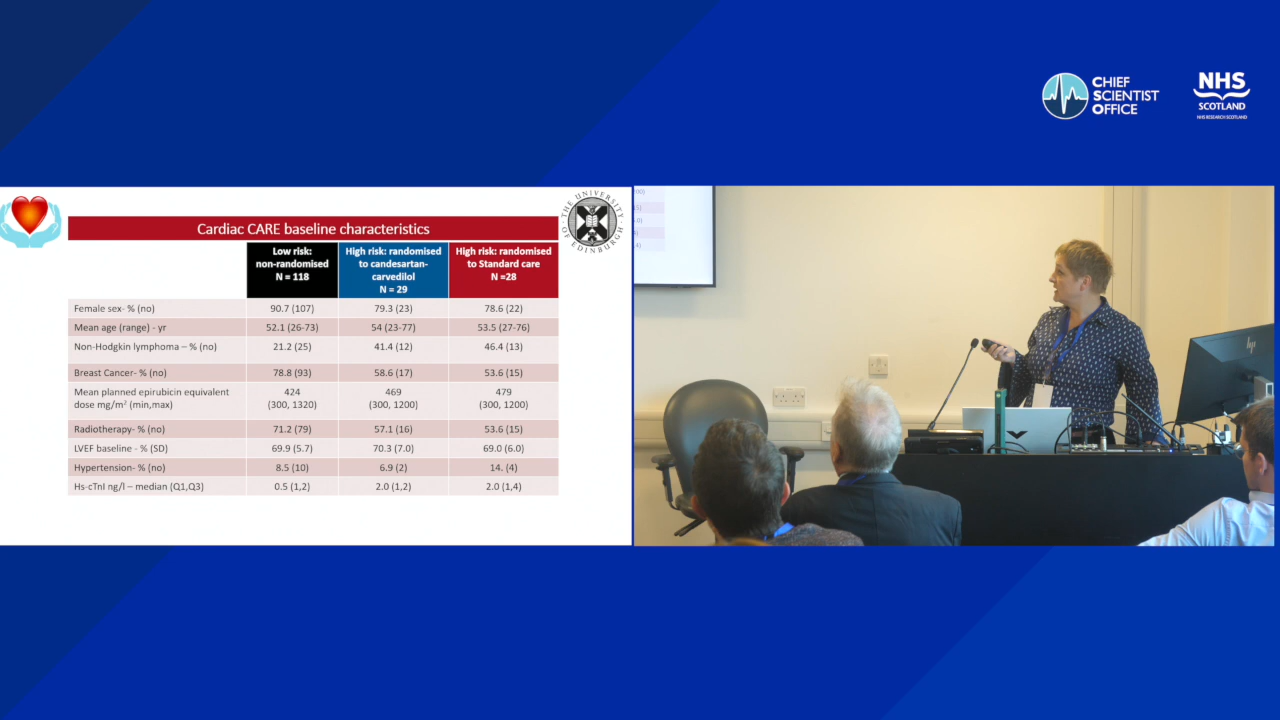 CHIEF
SCIENTIST
OFFICE
NHS
SCOTLAND
NHS RESEARCH SCOTLAND
THE UNIVERSITY OF EDINBURGH
Cardiac CARE baseline characteristics
Low risk: non-randomised N = 118
High risk: randomised to candesartan-carvedilol N = 29
High risk: randomised to Standard care N =28
Female sex- % (no) 90.7 (107) 79.3 (23) 78.6 (22)
Mean age (range) - yr 52.1 (26-73) 54 (23-77) 53.5 (27-76)
Non-Hodgkin lymphoma – % (no) 21.2 (25) 41.4 (12) 46.4 (13)
Breast Cancer- % (no) 78.8 (93) 58.6 (17) 53.6 (15)
Mean planned epirubicin equivalent 424 469 479
dose mg/m² (min,max) (300, 1320) (300, 1200) (300, 1200)
Radiotherapy- % (no) 71.2 (79) 57.1 (16) 53.6 (15)
LVEF baseline - % (SD) 69.9 (5.7) 70.3 (7.0) 69.0 (6.0)
Hypertension- % (no) 8.5 (10) 6.9 (2) 14. (4)
Hs-cTnI ng/l – median (Q1,Q3) 0.5 (1,2) 2.0 (1,2) 2.0 (1,4)
hp